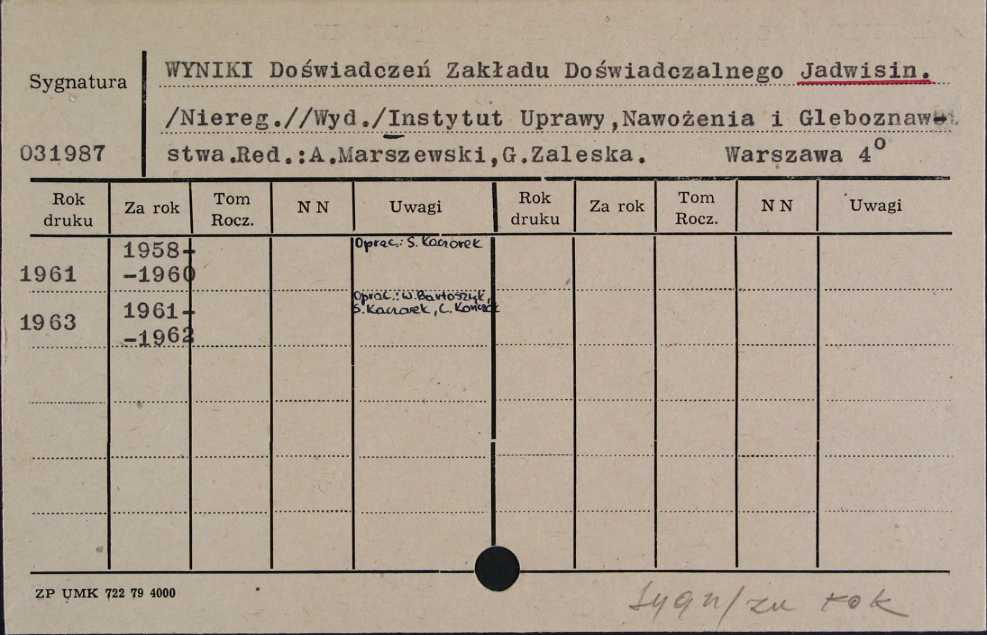 WYNIKI Doświadczeń Zakładu Doświadczalnego Jadwisin.
/Niereg.//Wyd./Instytut Uprawy,Nawożenia i Gleboznaw-
Sygnatura
031987
stwa.Red.:A.Marszewski,G.Zaleska. Warszawa 4°
Rok druku Za rok Tom Rocz. N N Uwagi Rok druku Za rok Tom Rocz. N N Uwagi
1961 1958- -1960 Oprac.: S. Kaczorek
1963 1961- -1962 Oprac.: W. Bartoszyk,
S. Kaczorek, C.
ZP UMK 722 79 4000
sygn/za rok